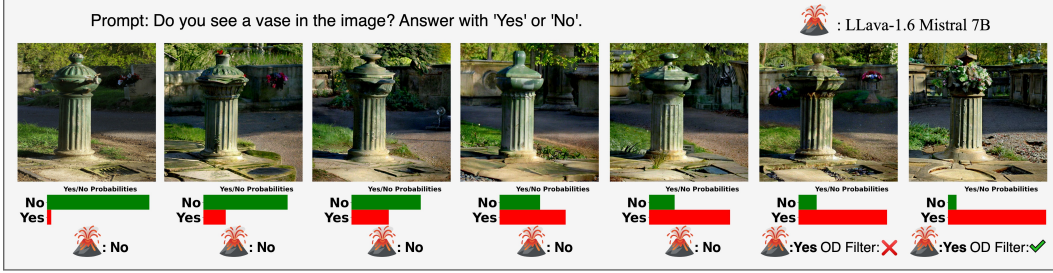 Prompt: Do you see a vase in the image? Answer with 'Yes' or 'No'.
: LLava-1.6 Mistral 7B
Yes/No Probabilities Yes/No Probabilities Yes/No Probabilities Yes/No Probabilities Yes/No Probabilities Yes/No Probabilities Yes/No Probabilities
No No No No No No No
Yes Yes Yes Yes Yes Yes Yes
: No : No : No : No : No :Yes OD Filter: :Yes OD Filter: